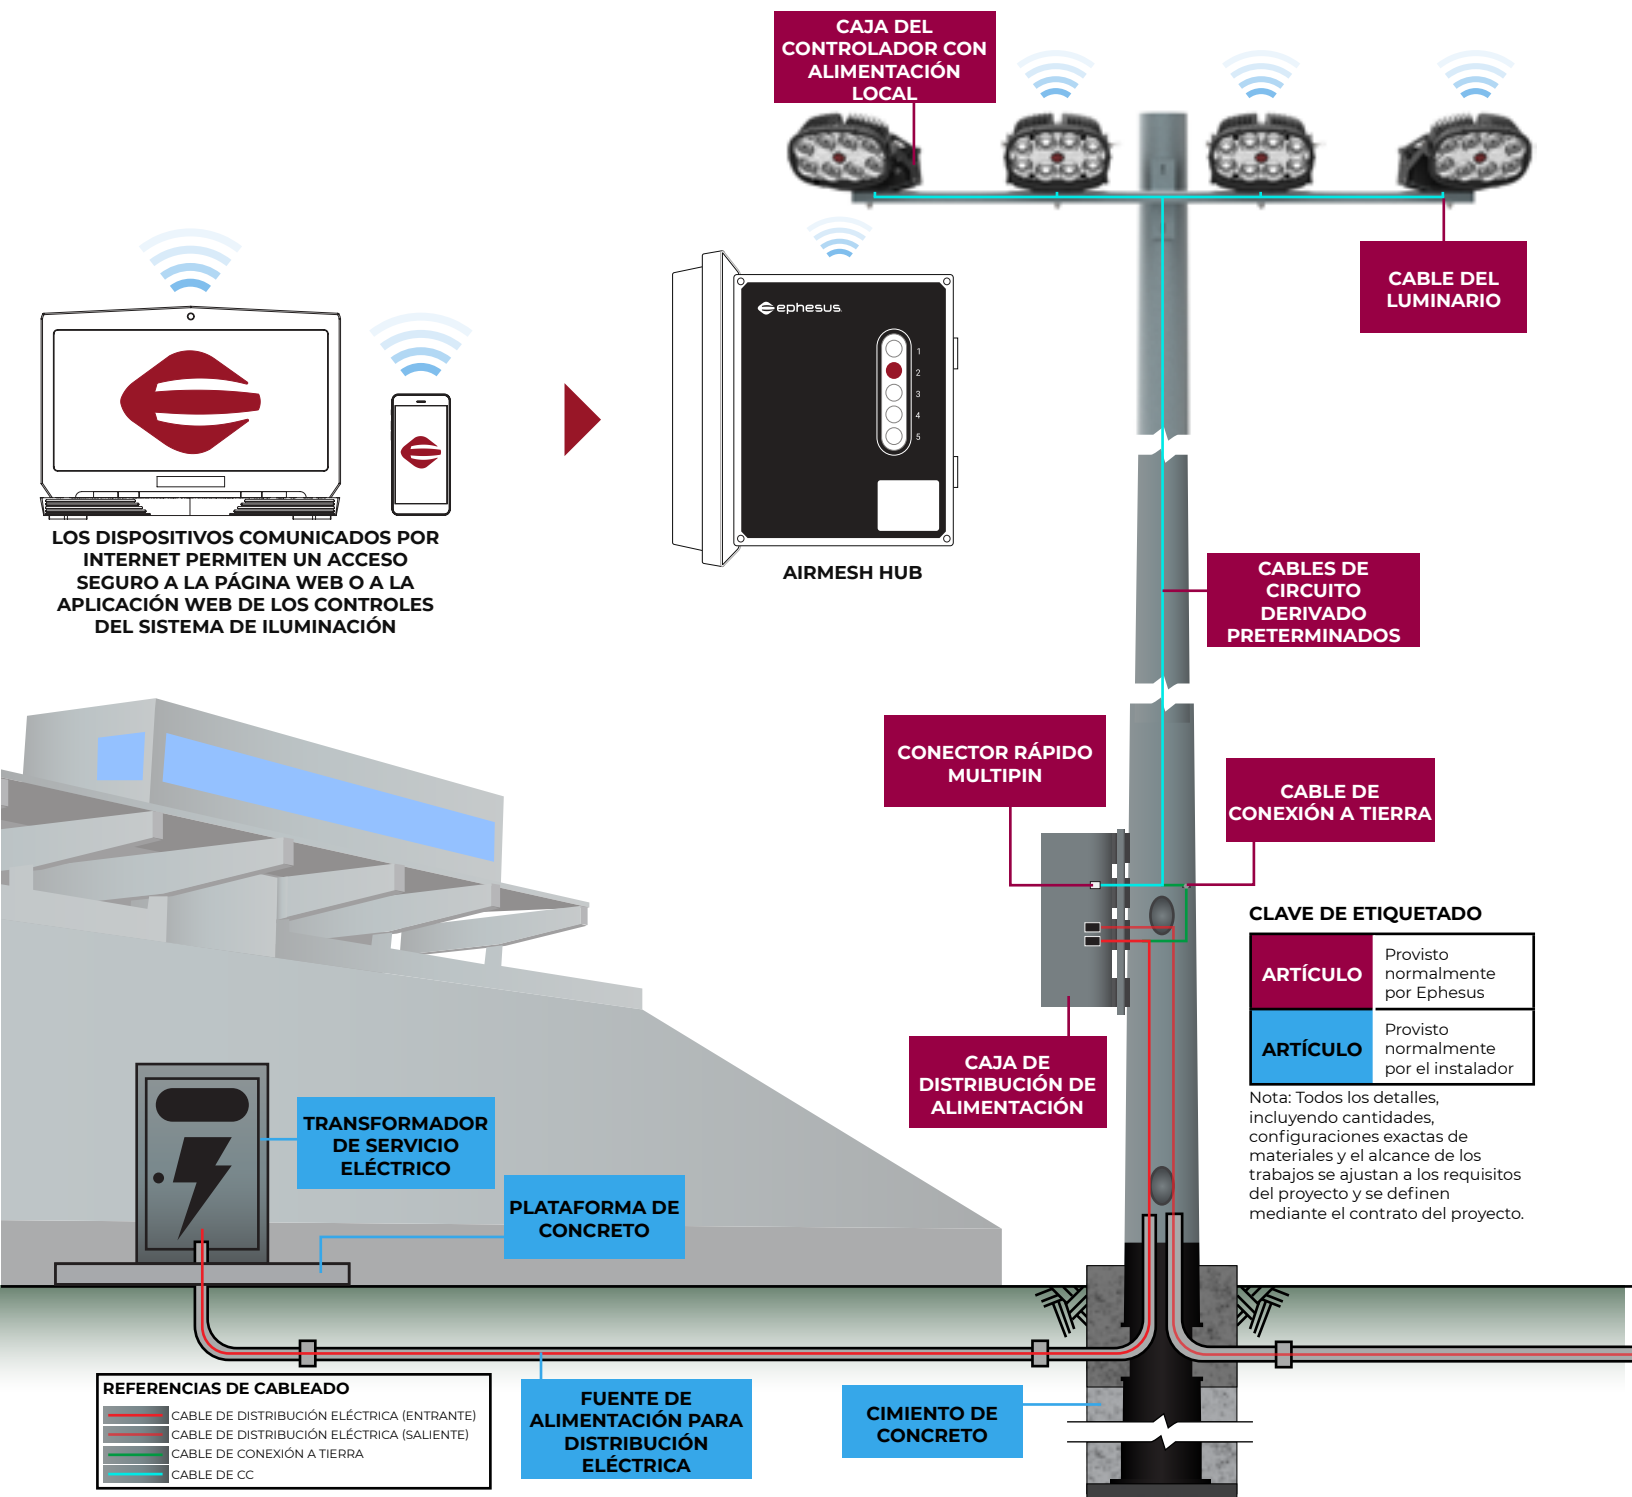 CAJA DEL
CONTROLADOR CON
ALIMENTACIÓN
LOCAL
CABLE DEL
LUMINARIO
ephesus
1
2
3
4
5
AIRMESH HUB
LOS DISPOSITIVOS COMUNICADOS POR
INTERNET PERMITEN UN ACCESO
SEGURO A LA PÁGINA WEB O A LA
APLICACIÓN WEB DE LOS CONTROLES
DEL SISTEMA DE ILUMINACIÓN
CABLES DE
CIRCUITO
DERIVADO
PRETERMINADOS
CONECTOR RÁPIDO
MULTIPIN
CABLE DE
CONEXIÓN A TIERRA
CLAVE DE ETIQUETADO
ARTÍCULO
Provisto
normalmente
por Ephesus
ARTÍCULO
Provisto
normalmente
por el instalador
Nota: Todos los detalles,
incluyendo cantidades,
configuraciones exactas de
materiales y el alcance de los
trabajos se ajustan a los requisitos
del proyecto y se definen
mediante el contrato del proyecto.
CAJA DE
DISTRIBUCIÓN DE
ALIMENTACIÓN
TRANSFORMADOR
DE SERVICIO
ELÉCTRICO
PLATAFORMA DE
CONCRETO
REFERENCIAS DE CABLEADO
CABLE DE DISTRIBUCIÓN ELÉCTRICA (ENTRANTE)
CABLE DE DISTRIBUCIÓN ELÉCTRICA (SALIENTE)
CABLE DE CONEXIÓN A TIERRA
CABLE DE CC
FUENTE DE
ALIMENTACIÓN PARA
DISTRIBUCIÓN
ELÉCTRICA
CIMIENTO DE
CONCRETO